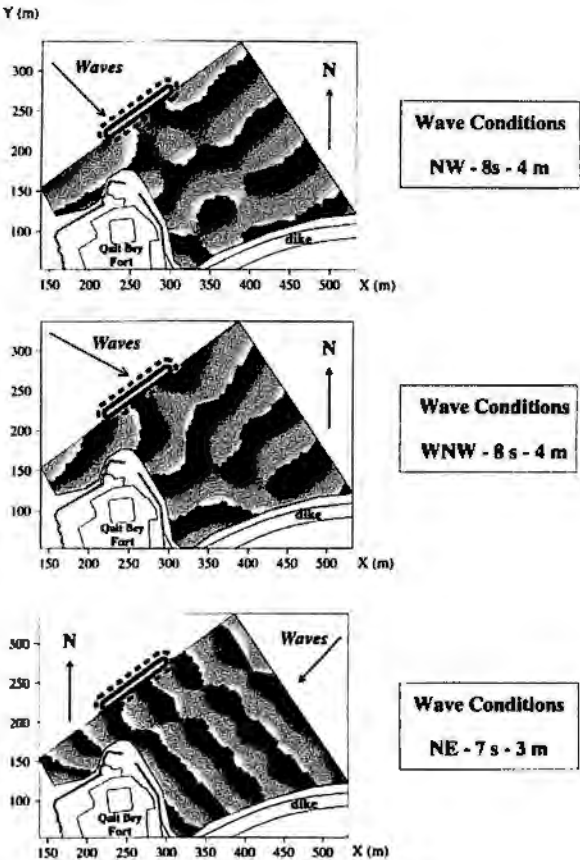 Y (m)
300
250
200
150
100
Waves
N
Quit Bey
Fort
dike
150 200 250 300 350 400 450 500 X (m)
Wave Conditions
NW - 8s - 4 m
300
250
200
150
100
Waves
N
Quit Bey
Fort
dike
150 200 250 300 350 400 450 500 X (m)
Wave Conditions
WNW - 8 s - 4 m
300
250
200
150
100
N
Waves
Quit Bey
Fort
dike
150 200 250 300 350 400 450 500 X (m)
Wave Conditions
NE - 7 s - 3 m